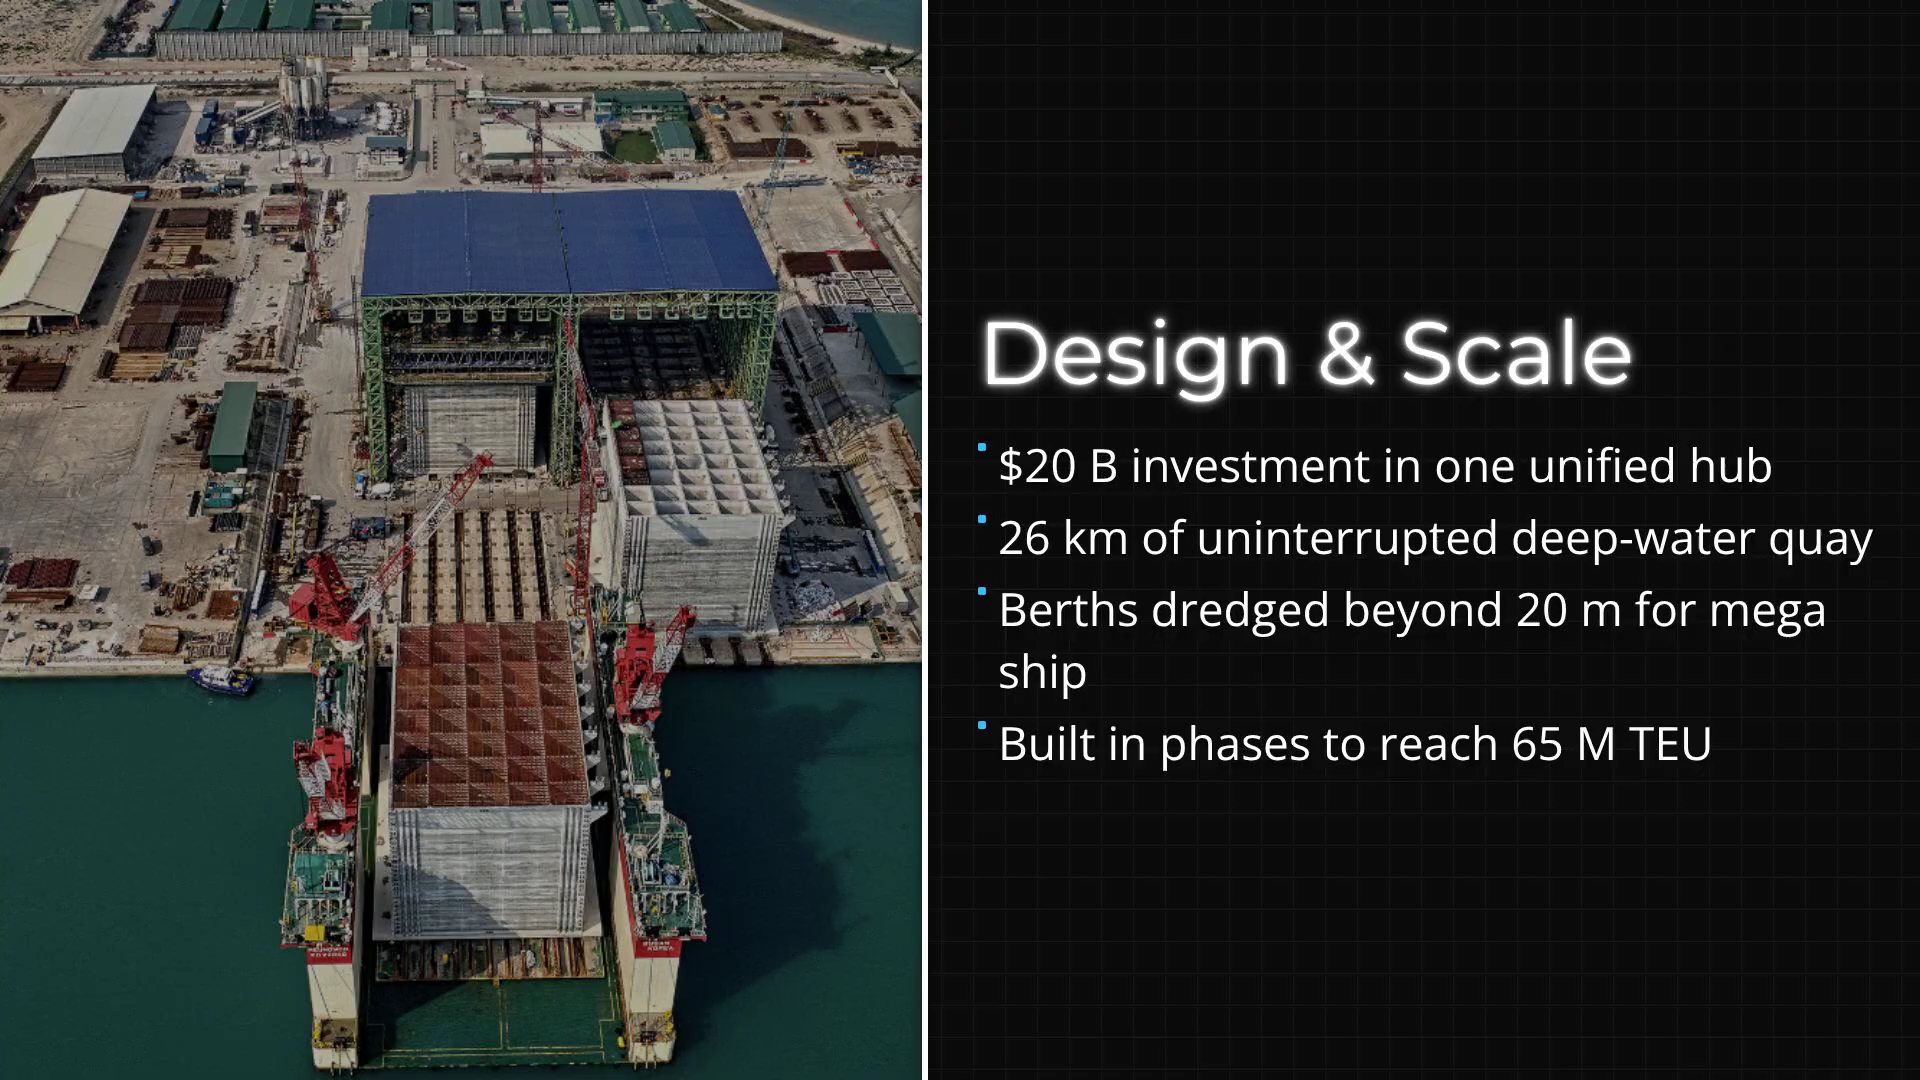 Design & Scale
$20 B investment in one unified hub
26 km of uninterrupted deep-water quay
Berths dredged beyond 20 m for mega
ship
Built in phases to reach 65 M TEU